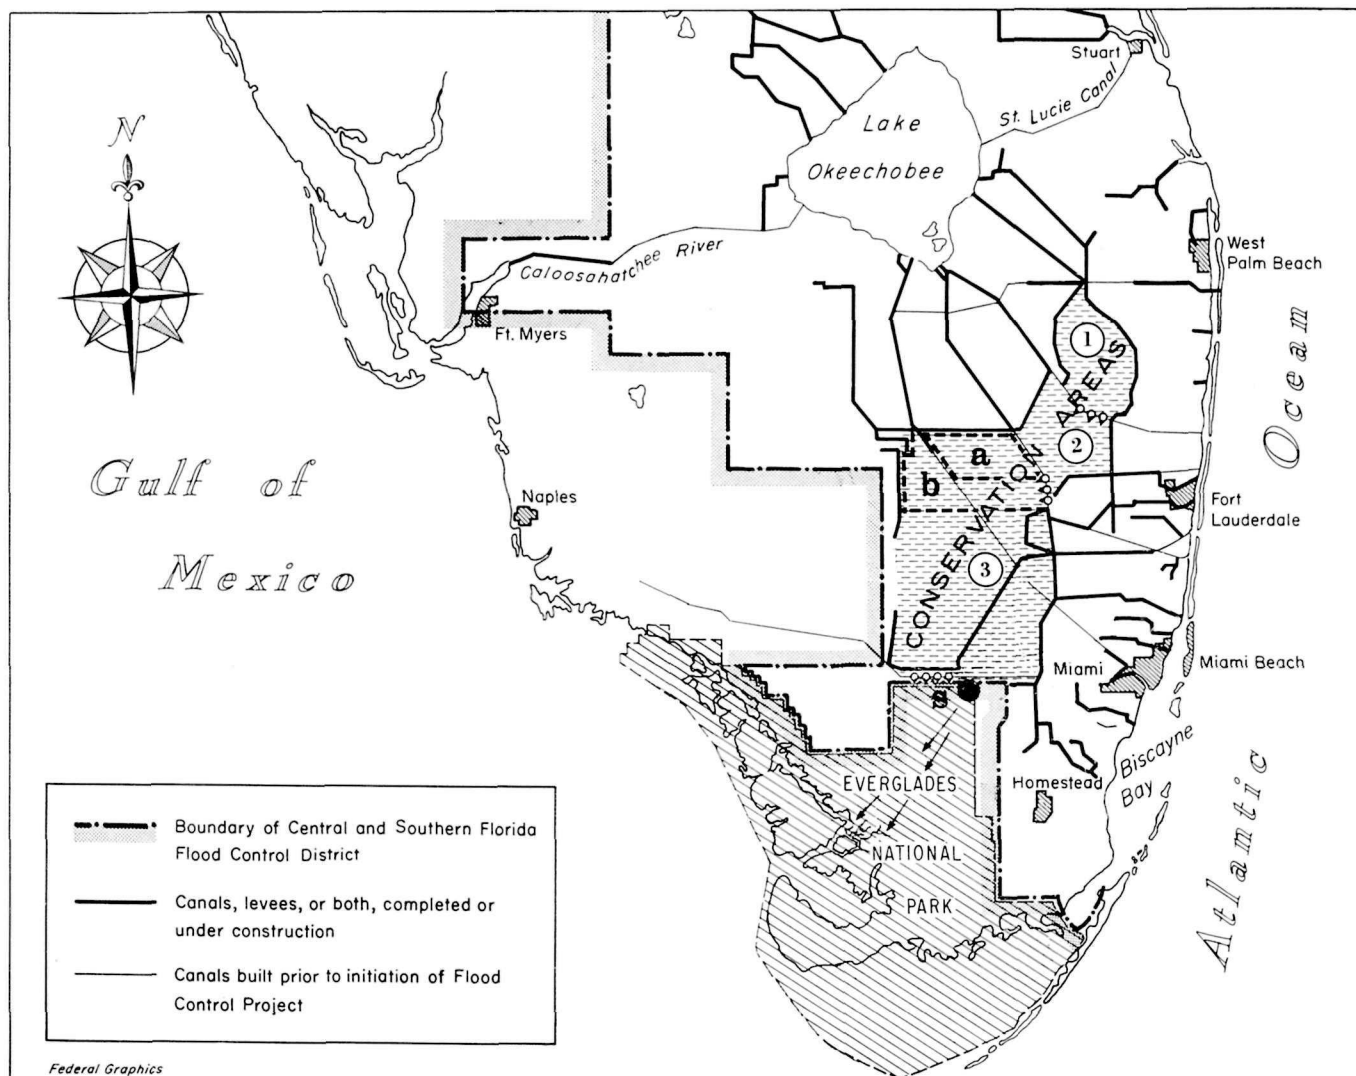 N
Stuart
St. Lucie Canal
Lake
Okeechobee
West
Palm Beach
Caloosahatchee River
Ft. Myers
1
CONSERVATION AREAS
2
a
b
3
Gulf of
Mexico
Naples
Fort
Lauderdale
Atlantic Ocean
Miami
Miami Beach
Biscayne
Bay
Homestead
EVERGLADES
NATIONAL
PARK
Boundary of Central and Southern Florida
Flood Control District
Canals, levees, or both, completed or
under construction
Canals built prior to initiation of Flood
Control Project
Federal Graphics